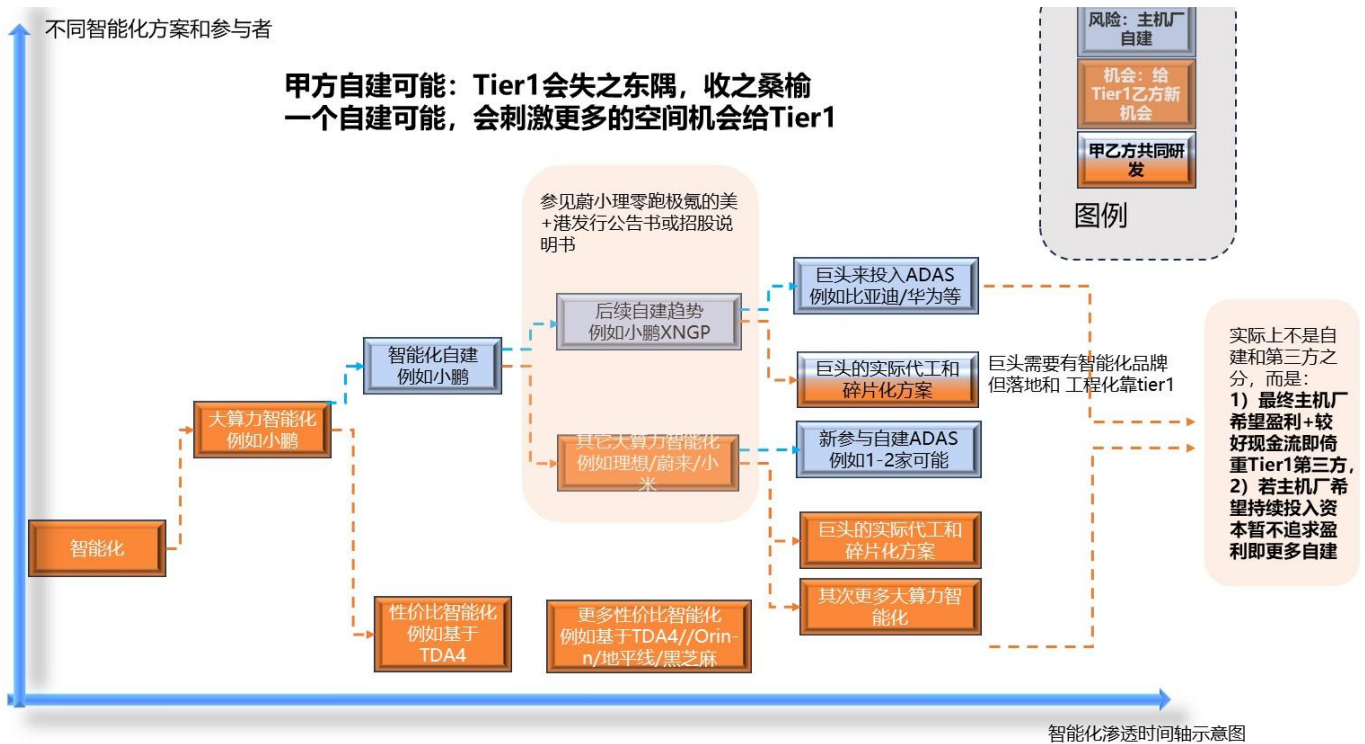 不同智能化方案和参与者
甲方自建可能：Tier1会失之东隅，收之桑榆
一个自建可能，会刺激更多的空间机会给Tier1
风险：主机厂
自建
机会：给
Tier1乙方新
机会
甲乙方共同研
发
图例
参见蔚小理零跑极氪的美
+港发行公告书或招股说
明书
后续自建趋势
例如小鹏XNGP
其它大算力智能化
例如理想/蔚来/小
米
智能化自建
例如小鹏
大算力智能化
例如小鹏
智能化
性价比智能化
例如基于
TDA4
更多性价比智能化
例如基于TDA4//Orin-
n/地平线/黑芝麻
巨头来投入ADAS
例如比亚迪/华为等
巨头的实际代工和
碎片化方案
巨头需要有智能化品牌
但落地和 工程化靠tier1
新参与自建ADAS
例如1-2家可能
巨头的实际代工和
碎片化方案
其次更多大算力智
能化
实际上不是自
建和第三方之
分，而是：
1）最终主机厂
希望盈利+较
好现金流即倚
重Tier1第三方，
2）若主机厂希
望持续投入资
本暂不追求盈
利即更多自建
智能化渗透时间轴示意图